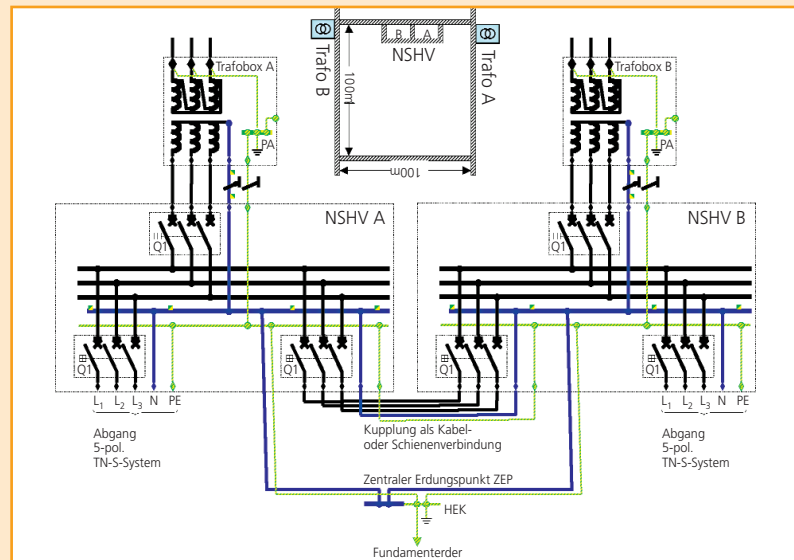 Trafobox A
PA
Trafo B
B
A
NSHV
Trafo A
100m
100m
Trafobox B
PA
NSHV A
Q1
NSHV B
Q1
Q1
L1 L2 L3 N PE
Abgang
5-pol.
TN-S-System
Q1
Q1
Kupplung als Kabel-
oder Schienenverbindung
Q1
L1 L2 L3 N PE
Abgang
5-pol.
TN-S-System
Zentraler Erdungspunkt ZEP
HEK
Fundamenterder